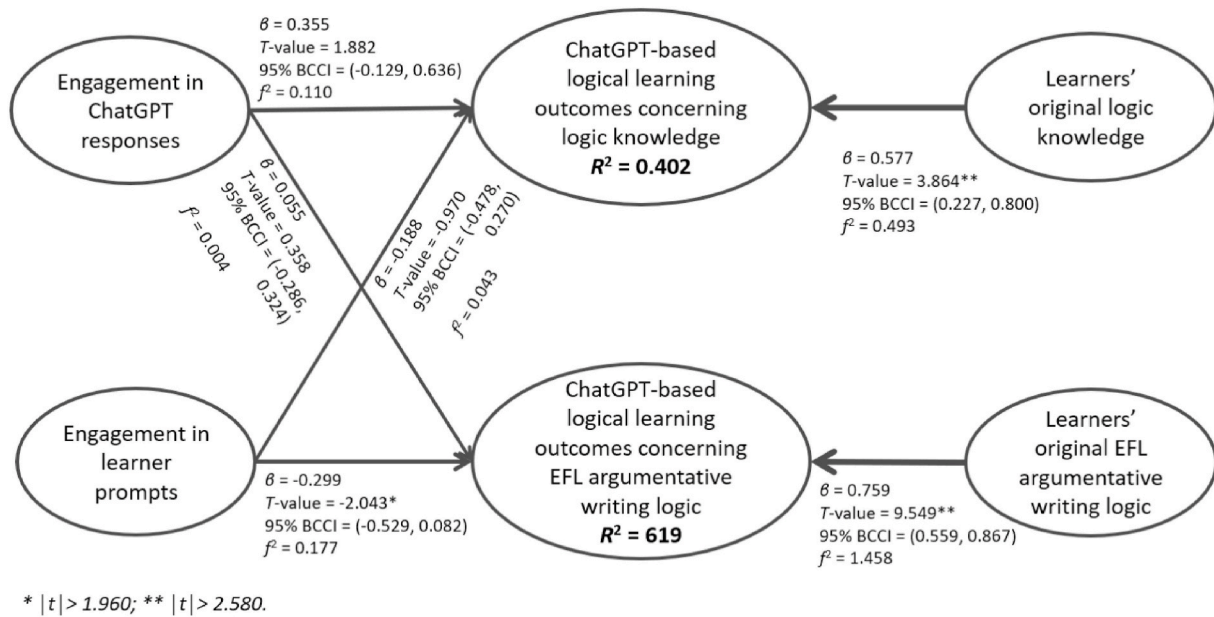 Engagement in
ChatGPT
responses
β = 0.355
T-value = 1.882
95% BCCI = (-0.129, 0.636)
f² = 0.110
ChatGPT-based
logical learning
outcomes concerning
logic knowledge
R² = 0.402
Learners’
original logic
knowledge
β = 0.577
T-value = 3.864**
95% BCCI = (0.227, 0.800)
f² = 0.493
β = 0.055
T-value = 0.358
95% BCCI = (-0.286,
0.324)
f² = 0.004
β = -0.188
T-value = -0.970
95% BCCI = (-0.478,
0.270)
f² = 0.043
Engagement in
learner
prompts
β = -0.299
T-value = -2.043*
95% BCCI = (-0.529, 0.082)
f² = 0.177
ChatGPT-based
logical learning
outcomes concerning
EFL argumentative
writing logic
R² = 619
Learners’
original EFL
argumentative
writing logic
β = 0.759
T-value = 9.549**
95% BCCI = (0.559, 0.867)
f² = 1.458
* |t|> 1.960; ** |t|> 2.580.